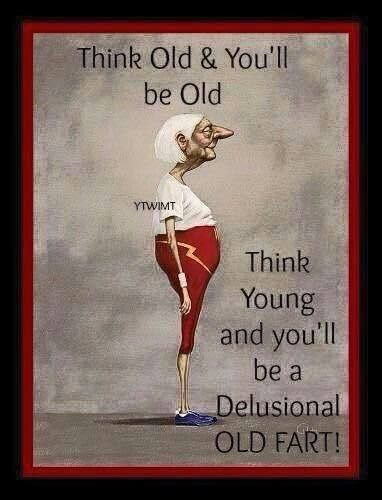 Think Old & You'll
be Old
YTWIMT
Think
Young
and you'll
be a
Delusional
OLD FART!